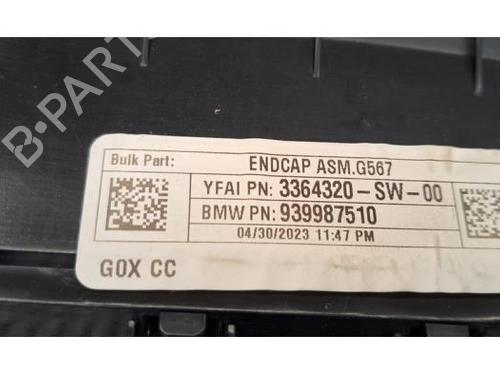 Bulk Part: ENDCAP ASM.G567
YFAI PN: 3364320-SW-00
BMW PN: 939987510
04/30/2023 11:47 PM
GOX CC
B-PARTS